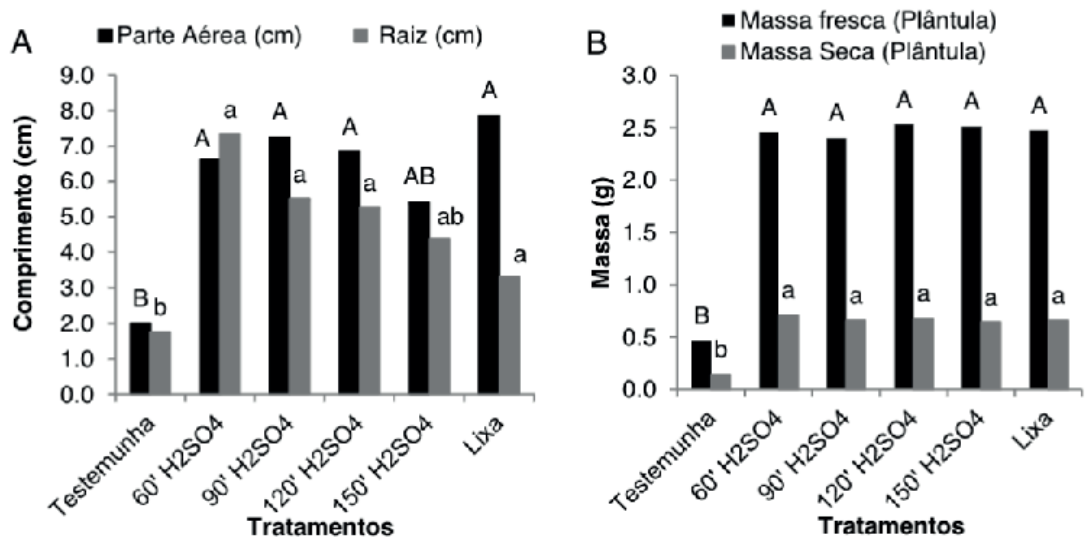 A
Parte Aérea (cm)
Raiz (cm)
Comprimento (cm)
9.0
8.0
7.0
6.0
5.0
4.0
3.0
2.0
1.0
0.0
B
b
A
a
A
a
A
a
AB
ab
A
a
Testemunha
60' H2SO4
90' H2SO4
120' H2SO4
150' H2SO4
Lixa
Tratamentos
B
Massa fresca (Plântula)
Massa Seca (Plântula)
Massa (g)
3.0
2.5
2.0
1.5
1.0
0.5
0.0
B
b
A
a
A
a
A
a
A
a
A
a
Testemunha
60' H2SO4
90' H2SO4
120' H2SO4
150' H2SO4
Lixa
Tratamentos